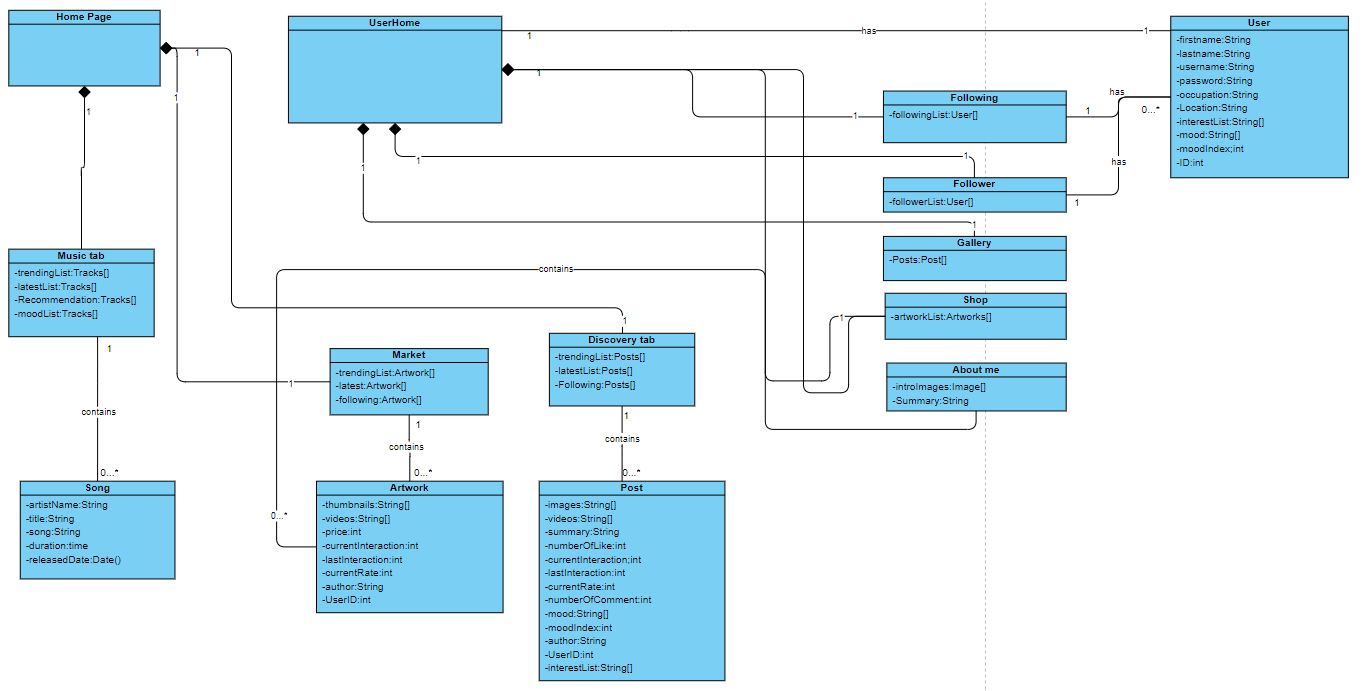 Home Page
1
1
1
UserHome
1
has
1
1
1
1
User
-firstname:String
-lastname:String
-username:String
-password:String
-occupation:String
-Location:String
-interestList:String[]
-mood:String[]
-moodIndex;int
-ID:int
Following
-followingList:User[]
1
1
has
0...*
has
Follower
-followerList:User[]
1
1
Gallery
-Posts:Post[]
1
Shop
-artworkList:Artworks[]
1
About me
-introImages:Image[]
-Summary:String
contains
0...*
Music tab
-trendingList:Tracks[]
-latestList:Tracks[]
-Recommendation:Tracks[]
-moodList:Tracks[]
1
contains
0...*
Market
-trendingList:Artwork[]
-latest:Artwork[]
-following:Artwork[]
1
1
contains
0...*
Discovery tab
-trendingList:Posts[]
-latestList:Posts[]
-Following:Posts[]
1
1
contains
0...*
Song
-artistName:String
-title:String
-song:String
-duration:time
-releasedDate:Date()
Artwork
-thumbnails:String[]
-videos:String[]
-price:int
-currentInteraction:int
-lastInteraction:int
-currentRate:int
-author:String
-UserID:int
Post
-images:String[]
-videos:String[]
-summary:String
-numberOfLike:int
-currentInteraction;int
-lastInteraction:int
-currentRate:int
-numberOfComment:int
-mood:String[]
-moodIndex:int
-author:String
-UserID:int
-interestList:String[]